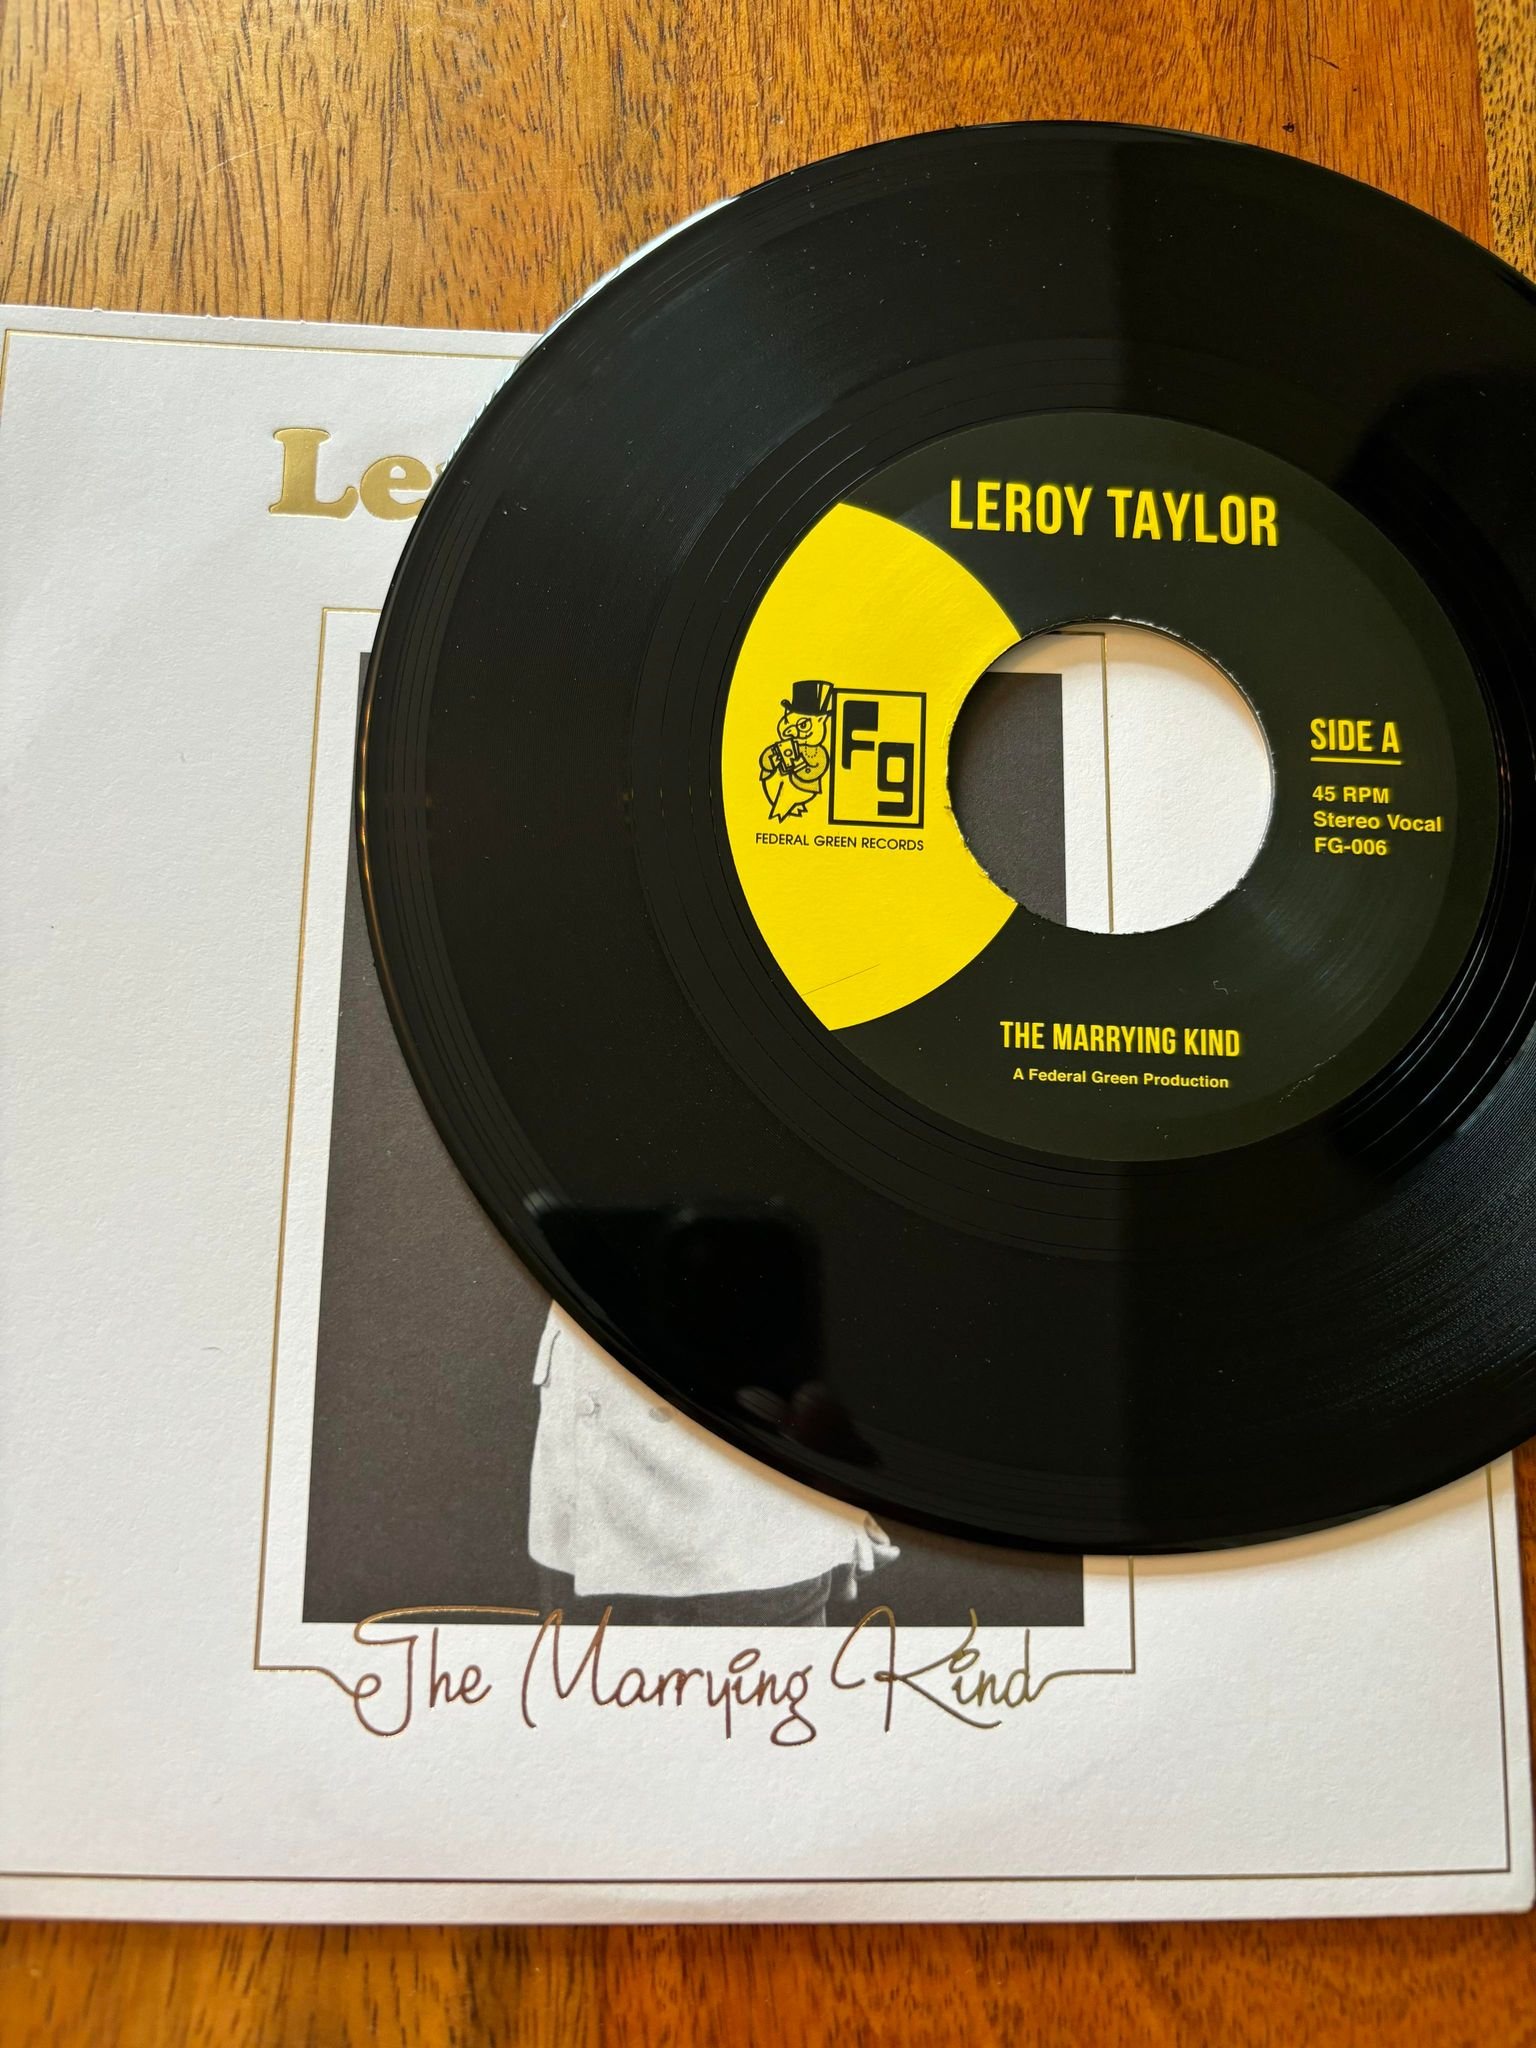 LEROY TAYLOR
Fg
FEDERAL GREEN RECORDS
SIDE A
45 RPM
Stereo Vocal
FG-006
THE MARRYING KIND
A Federal Green Production
The Marrying Kind